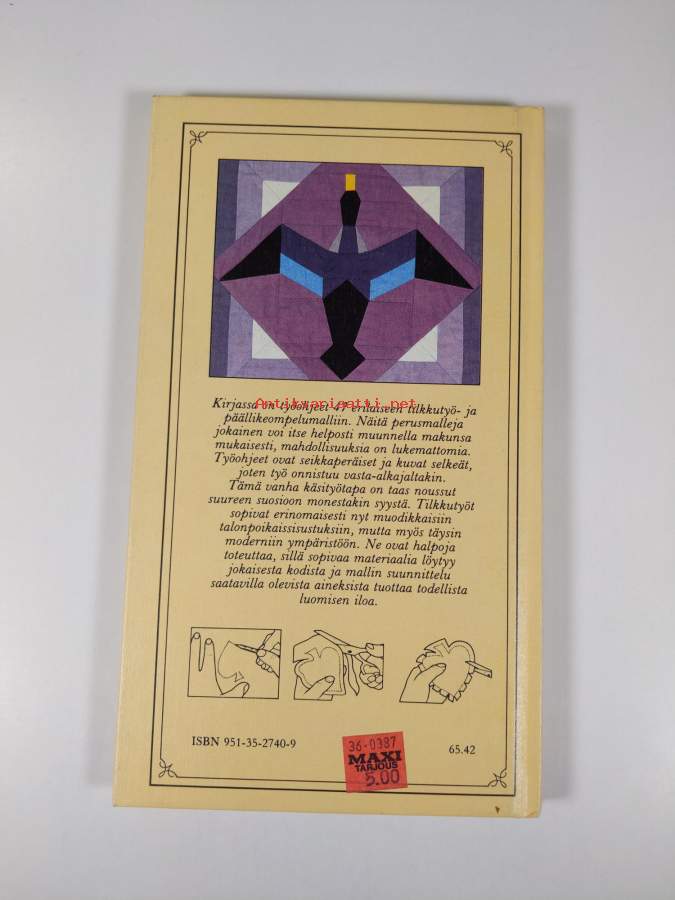 Antikvariaatti.net
Kirjassa on työohjeet 47 erilaiseen tilkkutyö- ja
päällikeompelumalliin. Näitä perusmalleja
jokainen voi itse helposti muunnella makunsa
mukaisesti, mahdollisuuksia on lukemattomia.
Työohjeet ovat seikkaperäiset ja kuvat selkeät,
joten työ onnistuu vasta-alkajaltakin.
Tämä vanha käsityötapa on taas noussut
suureen suosioon monestakin syystä. Tilkkutyöt
sopivat erinomaisesti nyt muodikkaisiin
talonpoikaissisustuksiin, mutta myös täysin
moderniin ympäristöön. Ne ovat halpoja
toteuttaa, sillä sopivaa materiaalia löytyy
jokaisesta kodista ja mallin suunnittelu
saatavilla olevista aineksista tuottaa todellista
luomisen iloa.
ISBN 951-35-2740-9
36-0387
MAXI
TARJOUS
5.00
65.42